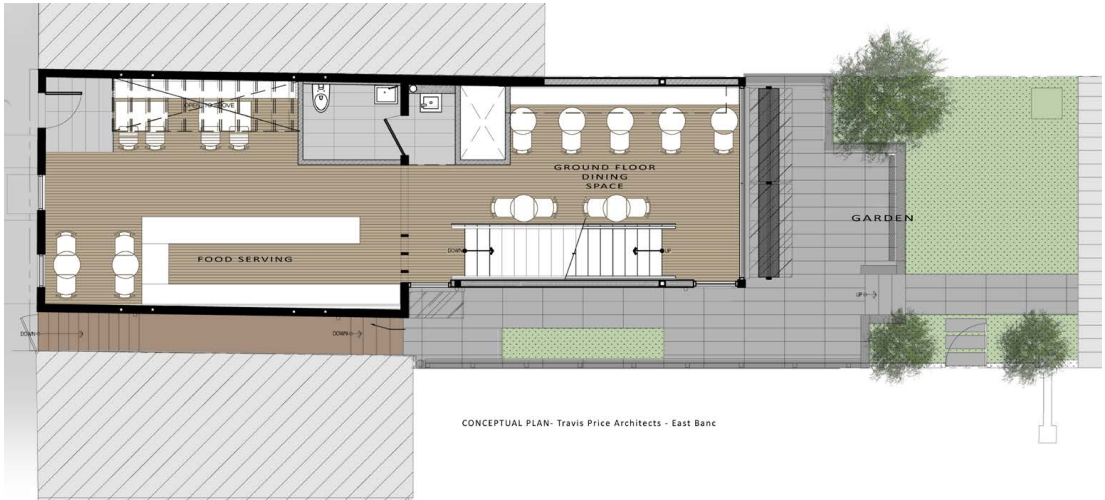 OPEN TO ABOVE
GROUND FLOOR
DINING
SPACE
GARDEN
FOOD SERVING
DOWN
UP
UP
DOWN
DOWN
CONCEPTUAL PLAN- Travis Price Architects - East Banc